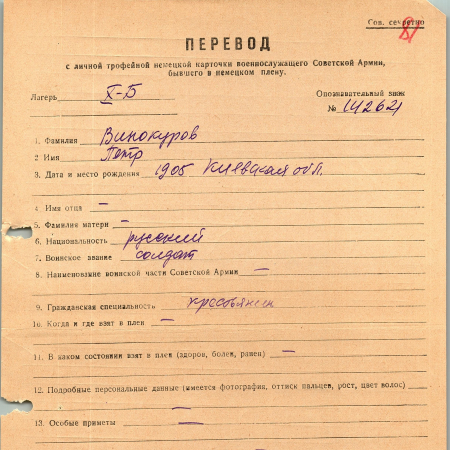 Сов. секретно
81
ПЕРЕВОД
с личной трофейной немецкой карточки военнослужащего Советской Армии,
бывшего в немецком плену.
Лагерь X-Б
Опознавательный знак
№ 142621
1. Фамилия Винокуров
2 Имя Петр
3. Дата и место рождения 1905 Киевская обл.
4. Имя отца —
5. Фамилия матери —
6. Национальность русский
7. Воинское звание солдат
8. Наименование воинской части Советской Армии —
9. Гражданская специальность крестьянин
10. Когда и где взят в плен —
11. В каком состоянии взят в плен (здоров, болен, ранен) —
12. Подробные персональные данные (имеется фотография, оттиск пальцев, рост, цвет волос)
—
13. Особые приметы —